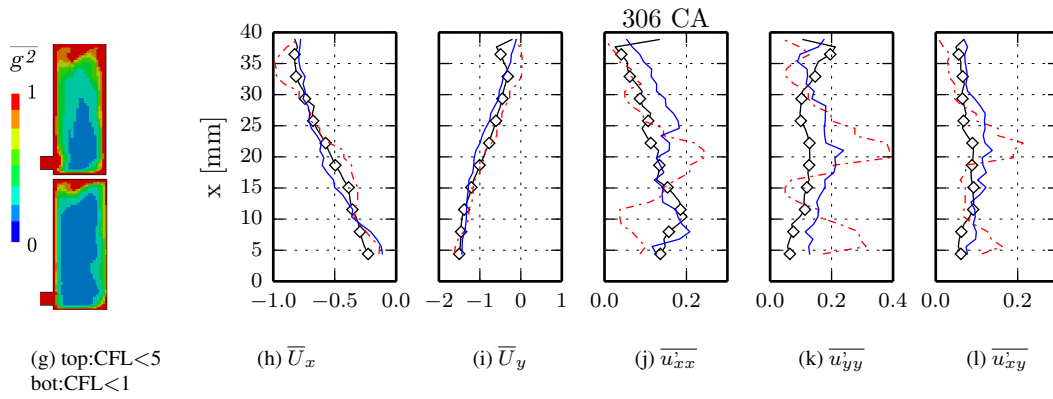 306 CA
g²
1
0
x [mm]
40
35
30
25
20
15
10
5
0
−1.0 −0.5 0.0
−2 −1 0 1
0.0 0.2
0.0 0.2 0.4
0.0 0.2
(g) top:CFL<5
bot:CFL<1
(h) U̅x
(i) U̅y
(j) u'xx
(k) u'yy
(l) u'xy